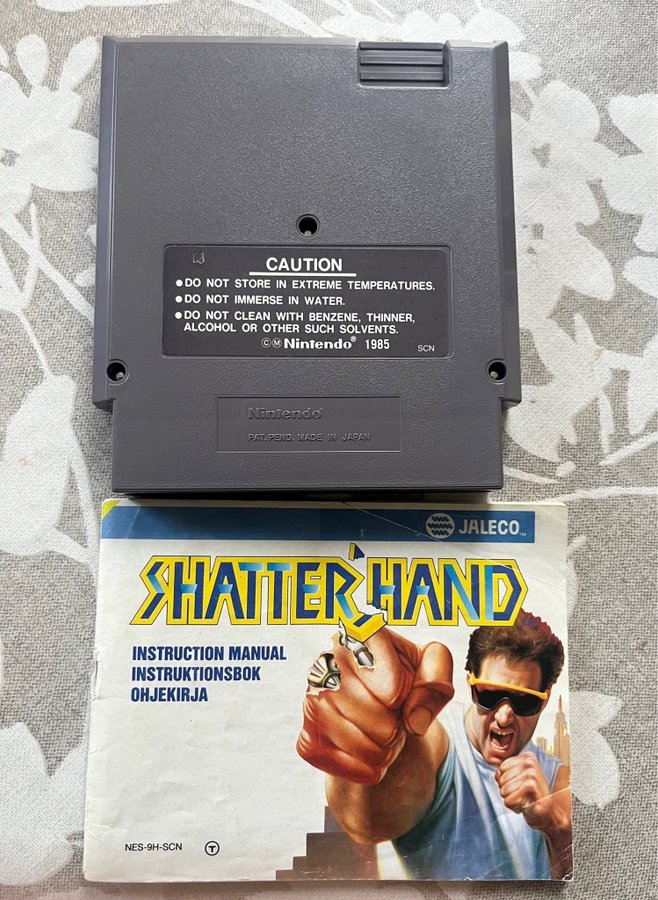 13
CAUTION
●DO NOT STORE IN EXTREME TEMPERATURES.
●DO NOT IMMERSE IN WATER.
●DO NOT CLEAN WITH BENZENE, THINNER,
ALCOHOL OR OTHER SUCH SOLVENTS.
©Ⓜ Nintendo® 1985
SCN
Nintendo®
PAT.PEND. MADE IN JAPAN
JALECO™
SHATTER HAND
INSTRUCTION MANUAL
INSTRUKTIONSBOK
OHJEKIRJA
NES-9H-SCN Ⓣ